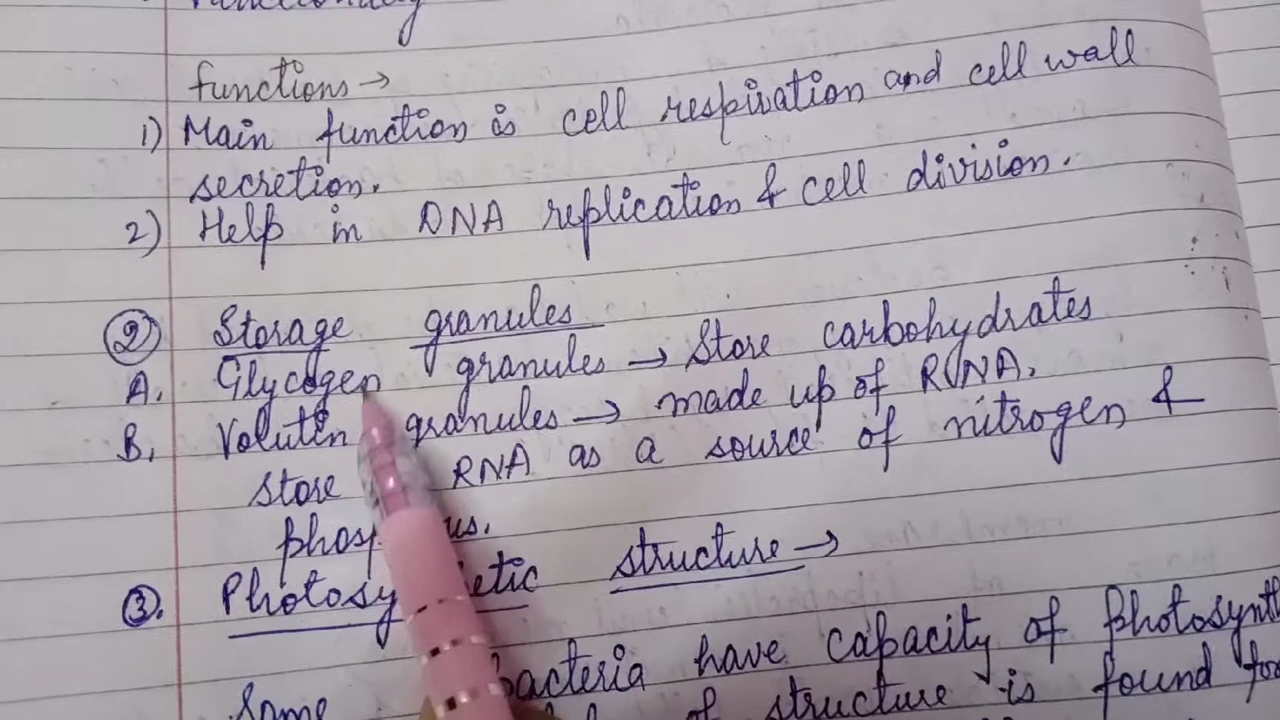 functions →
1) Main function is cell respiration and cell wall
secretion.
2) Help in DNA replication & cell division.
② Storage granules
A. Glycogen granules → Store carbohydrates
B. Volutin granules → made up of RNA.
Store RNA as a source of nitrogen &
③. structure →
Some bacteria have capacity of
of structure is found